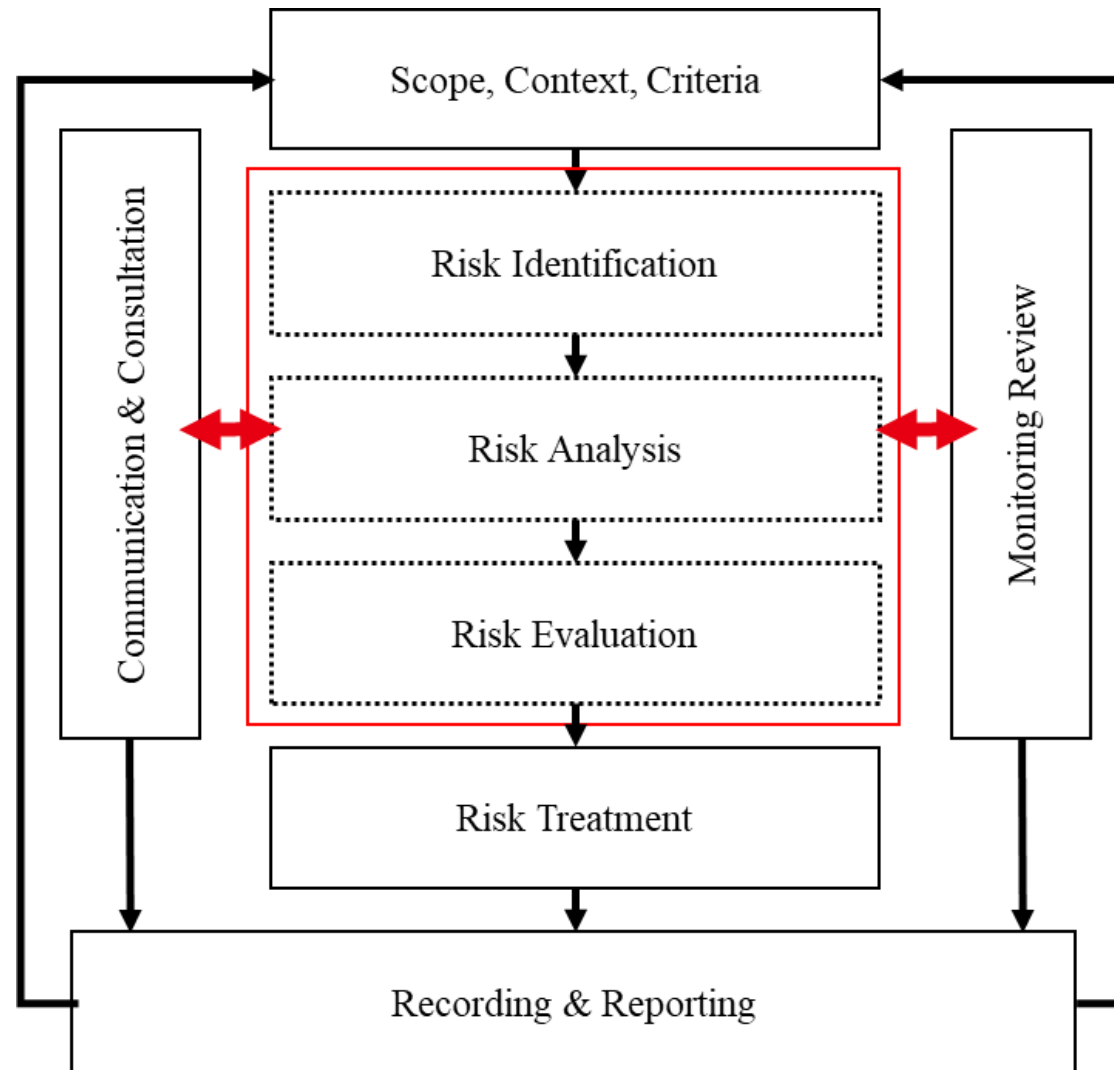 Scope, Context, Criteria
Communication & Consultation
Risk Identification
Risk Analysis
Risk Evaluation
Monitoring Review
Risk Treatment
Recording & Reporting